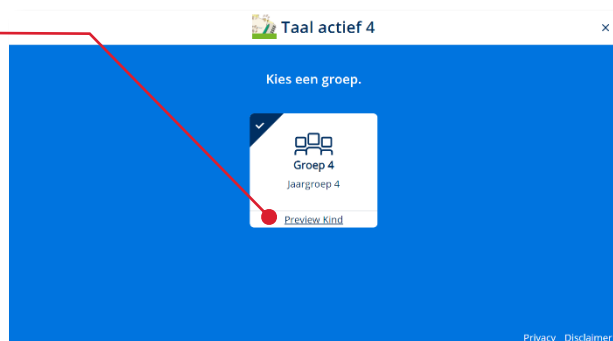 Taal actief 4
Kies een groep.
Groep 4
Jaargroep 4
Preview Kind
Privacy Disclaimer